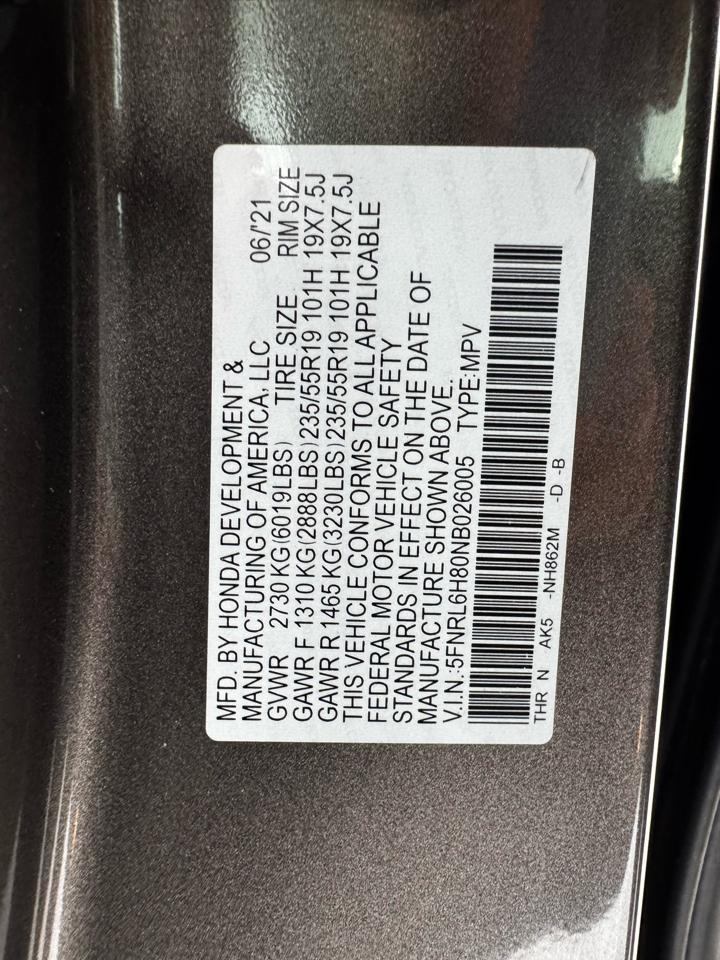 MFD. BY HONDA DEVELOPMENT &
MANUFACTURING OF AMERICA, LLC 06/'21
GVWR 2730 KG(6019LBS) TIRE SIZE RIM SIZE
GAWR F 1310 KG(2888LBS) 235/55R19 101H 19X7.5J
GAWR R 1465 KG(3230LBS) 235/55R19 101H 19X7.5J
THIS VEHICLE CONFORMS TO ALL APPLICABLE
FEDERAL MOTOR VEHICLE SAFETY
STANDARDS IN EFFECT ON THE DATE OF
MANUFACTURE SHOWN ABOVE.
V.I.N.:5FNRL6H80NB026005 TYPE:MPV
THR N AK5 -NH862M -D -B